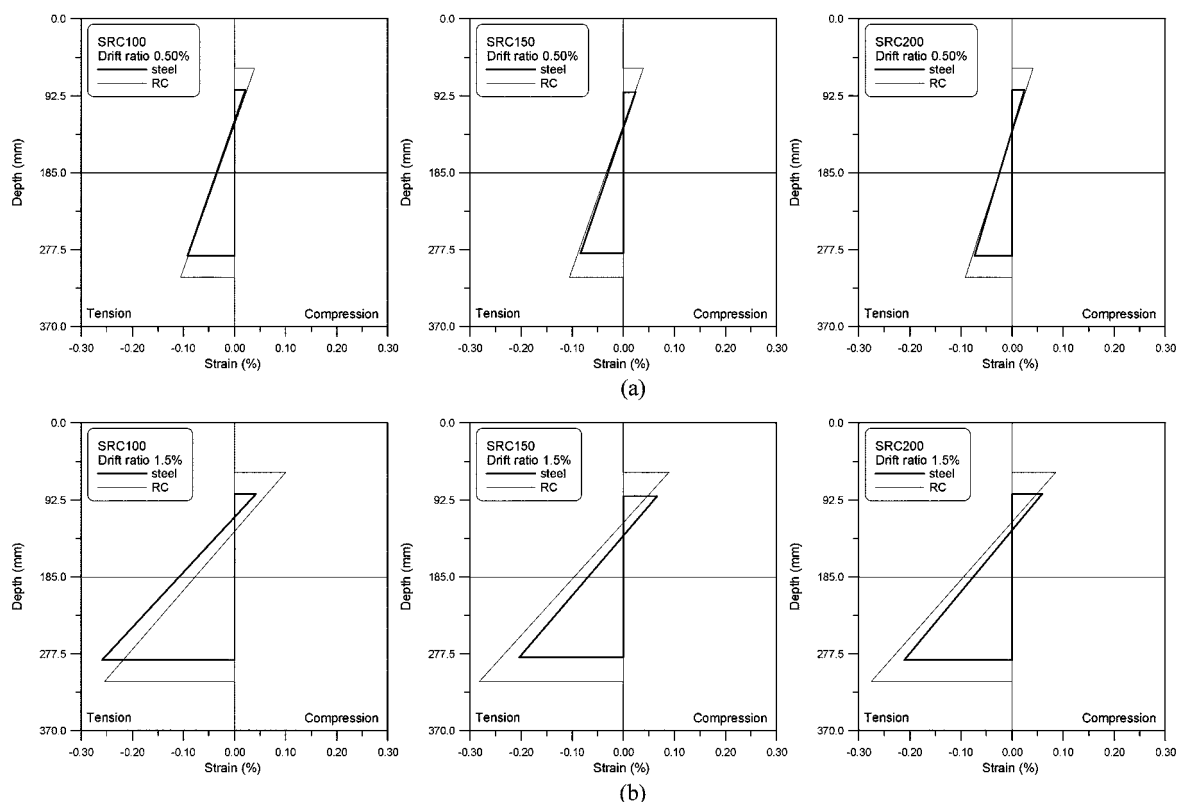 0.0
92.5
185.0
277.5
370.0
Depth (mm)
SRC100
Drift ratio 0.50%
steel
RC
Tension
Compression
-0.30 -0.20 -0.10 0.00 0.10 0.20 0.30
Strain (%)
0.0
92.5
185.0
277.5
370.0
Depth (mm)
SRC150
Drift ratio 0.50%
steel
RC
Tension
Compression
-0.30 -0.20 -0.10 0.00 0.10 0.20 0.30
Strain (%)
0.0
92.5
185.0
277.5
370.0
Depth (mm)
SRC200
Drift ratio 0.50%
steel
RC
Tension
Compression
-0.30 -0.20 -0.10 0.00 0.10 0.20 0.30
Strain (%)
(a)
0.0
92.5
185.0
277.5
370.0
Depth (mm)
SRC100
Drift ratio 1.5%
steel
RC
Tension
Compression
-0.30 -0.20 -0.10 0.00 0.10 0.20 0.30
Strain (%)
0.0
92.5
185.0
277.5
370.0
Depth (mm)
SRC150
Drift ratio 1.5%
steel
RC
Tension
Compression
-0.30 -0.20 -0.10 0.00 0.10 0.20 0.30
Strain (%)
0.0
92.5
185.0
277.5
370.0
Depth (mm)
SRC200
Drift ratio 1.5%
steel
RC
Tension
Compression
-0.30 -0.20 -0.10 0.00 0.10 0.20 0.30
Strain (%)
(b)